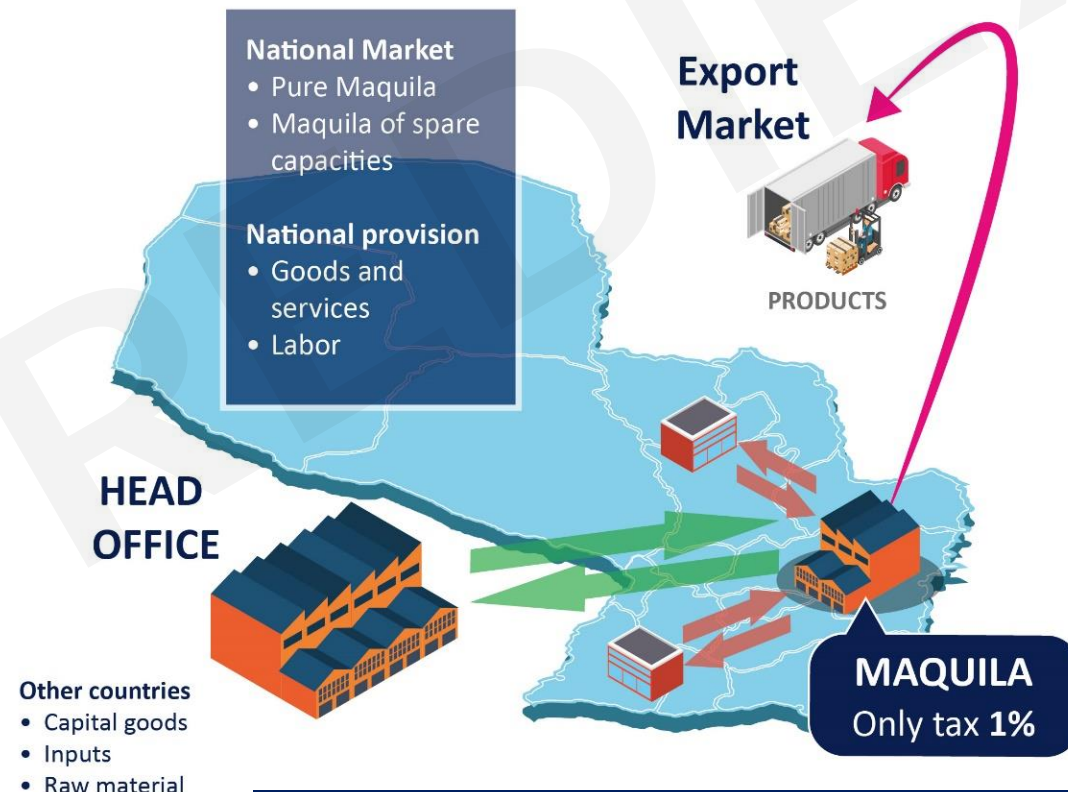 National Market
• Pure Maquila
• Maquila of spare
capacities
National provision
• Goods and
services
• Labor
Export
Market
PRODUCTS
HEAD
OFFICE
MAQUILA
Only tax 1%
Other countries
• Capital goods
• Inputs
• Raw material